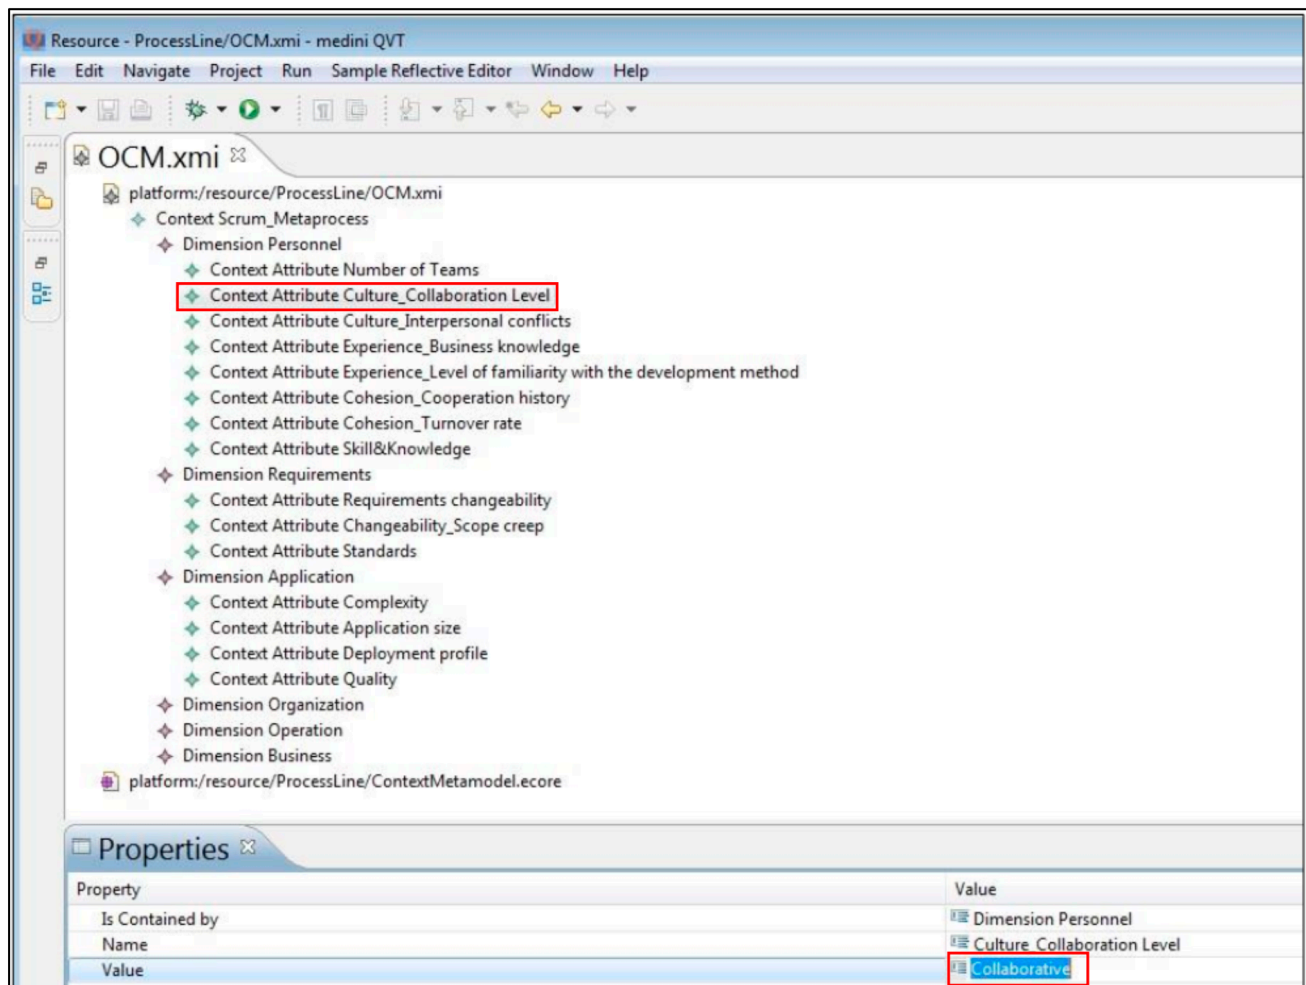 Resource - ProcessLine/OCM.xmi - medini QVT
File Edit Navigate Project Run Sample Reflective Editor Window Help
OCM.xmi
platform:/resource/ProcessLine/OCM.xmi
Context Scrum_Metaprocess
Dimension Personnel
Context Attribute Number of Teams
Context Attribute Culture_Collaboration Level
Context Attribute Culture_Interpersonal conflicts
Context Attribute Experience_Business knowledge
Context Attribute Experience_Level of familiarity with the development method
Context Attribute Cohesion_Cooperation history
Context Attribute Cohesion_Turnover rate
Context Attribute Skill&Knowledge
Dimension Requirements
Context Attribute Requirements changeability
Context Attribute Changeability_Scope creep
Context Attribute Standards
Dimension Application
Context Attribute Complexity
Context Attribute Application size
Context Attribute Deployment profile
Context Attribute Quality
Dimension Organization
Dimension Operation
Dimension Business
platform:/resource/ProcessLine/ContextMetamodel.ecore
Properties
Property Value
Is Contained by Dimension Personnel
Name Culture_Collaboration Level
Value Collaborative